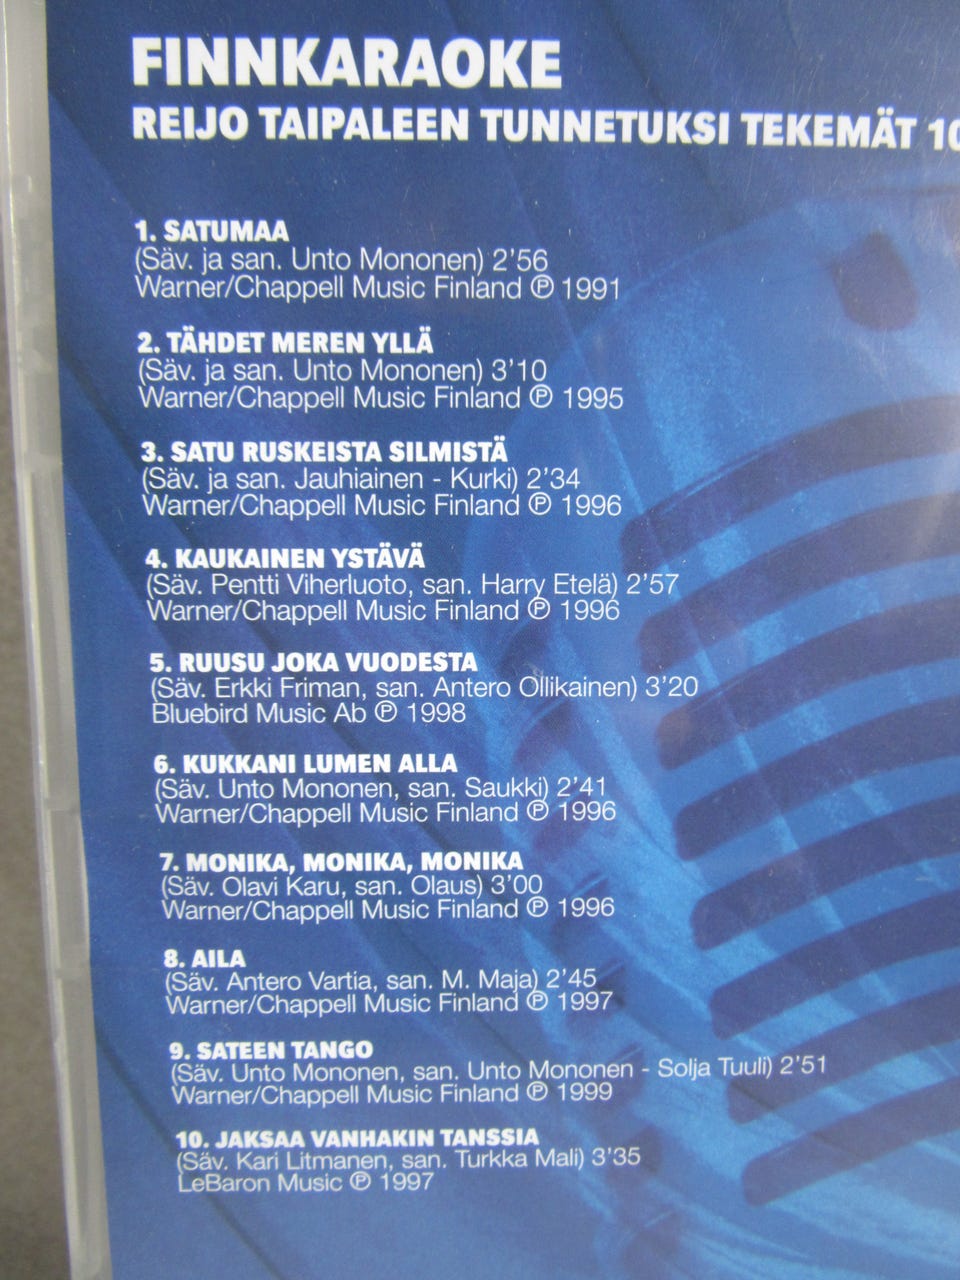 FINNKARAOKE
REIJO TAIPALEEN TUNNETUKSI TEKEMÄT 10
1. SATUMAA
(Säv. ja san. Unto Mononen) 2'56
Warner/Chappell Music Finland ℗ 1991
2. TÄHDET MEREN YLLÄ
(Säv. ja san. Unto Mononen) 3'10
Warner/Chappell Music Finland ℗ 1995
3. SATU RUSKEISTA SILMISTÄ
(Säv. ja san. Jauhiainen - Kurki) 2'34
Warner/Chappell Music Finland ℗ 1996
4. KAUKAINEN YSTÄVÄ
(Säv. Pentti Viherluoto, san. Harry Etelä) 2'57
Warner/Chappell Music Finland ℗ 1996
5. RUUSU JOKA VUODESTA
(Säv. Erkki Friman, san. Antero Ollikainen) 3'20
Bluebird Music Ab ℗ 1998
6. KUKKANI LUMEN ALLA
(Säv. Unto Mononen, san. Saukki) 2'41
Warner/Chappell Music Finland ℗ 1996
7. MONIKA, MONIKA, MONIKA
(Säv. Olavi Karu, san. Olaus) 3'00
Warner/Chappell Music Finland ℗ 1996
8. AILA
(Säv. Antero Vartia, san. M. Maja) 2'45
Warner/Chappell Music Finland ℗ 1997
9. SATEEN TANGO
(Säv. Unto Mononen, san. Unto Mononen - Solja Tuuli) 2'51
Warner/Chappell Music Finland ℗ 1999
10. JAKSAA VANHAKIN TANSSIA
(Säv. Kari Litmanen, san. Turkka Mali) 3'35
LeBaron Music ℗ 1997